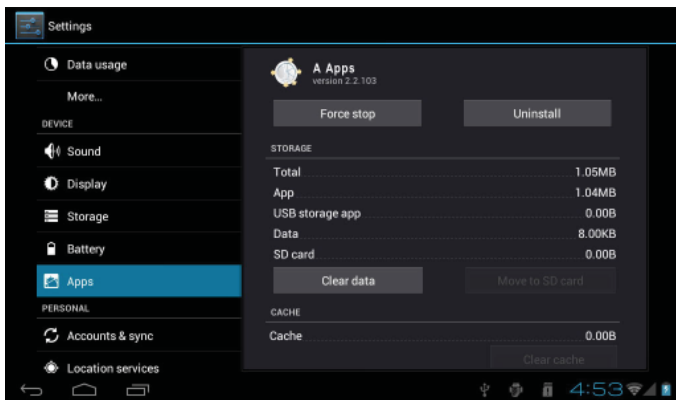 Settings
Data usage
More...
DEVICE
Sound
Display
Storage
Battery
Apps
PERSONAL
Accounts & sync
Location services
A Apps
version 2.2.103
Force stop
Uninstall
STORAGE
Total 1.05MB
App 1.04MB
USB storage app 0.00B
Data 8.00KB
SD card 0.00B
Clear data
Move to SD card
CACHE
Cache 0.00B
Clear cache
4:53